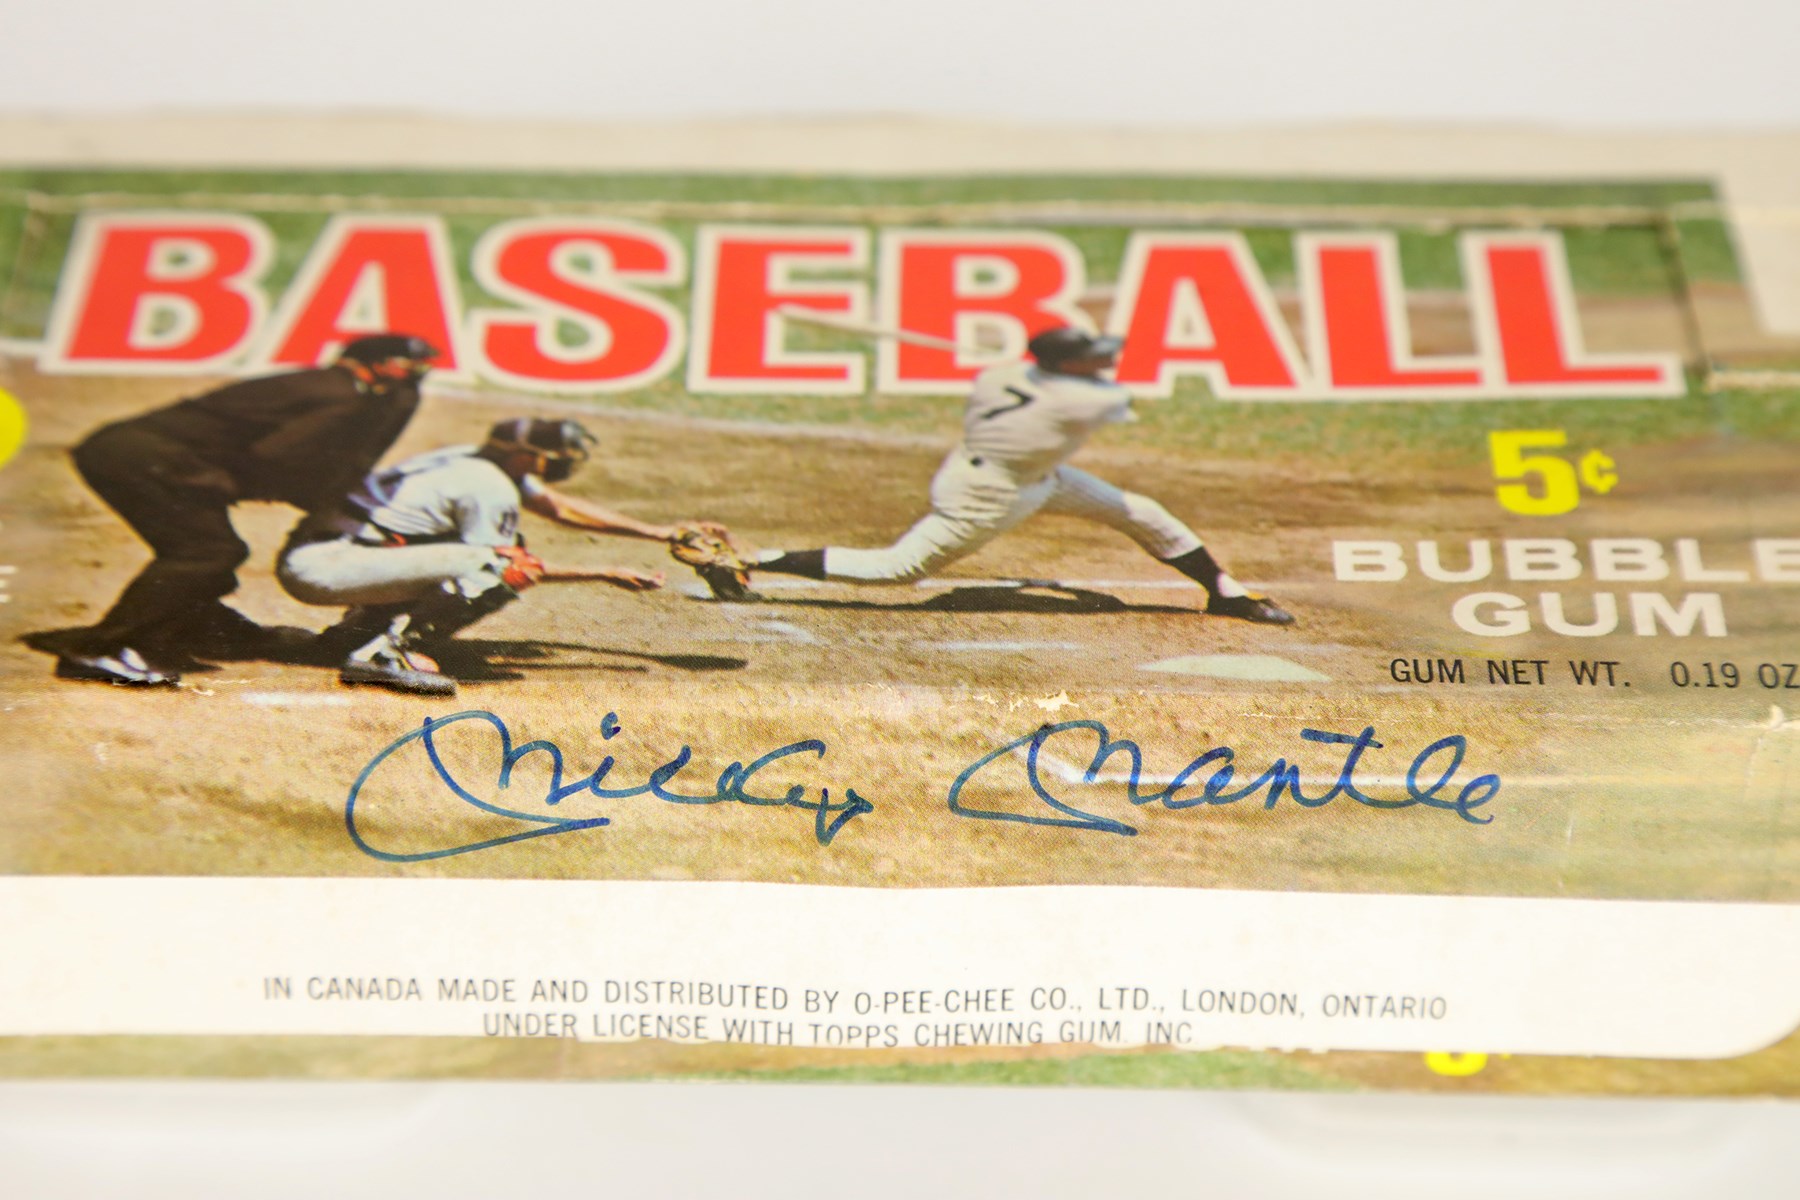 BASEBALL
7
5¢
BUBBLE
GUM
GUM NET WT. 0.19 OZ
Mickey Mantle
IN CANADA MADE AND DISTRIBUTED BY O-PEE-CHEE CO., LTD., LONDON, ONTARIO
UNDER LICENSE WITH TOPPS CHEWING GUM, INC